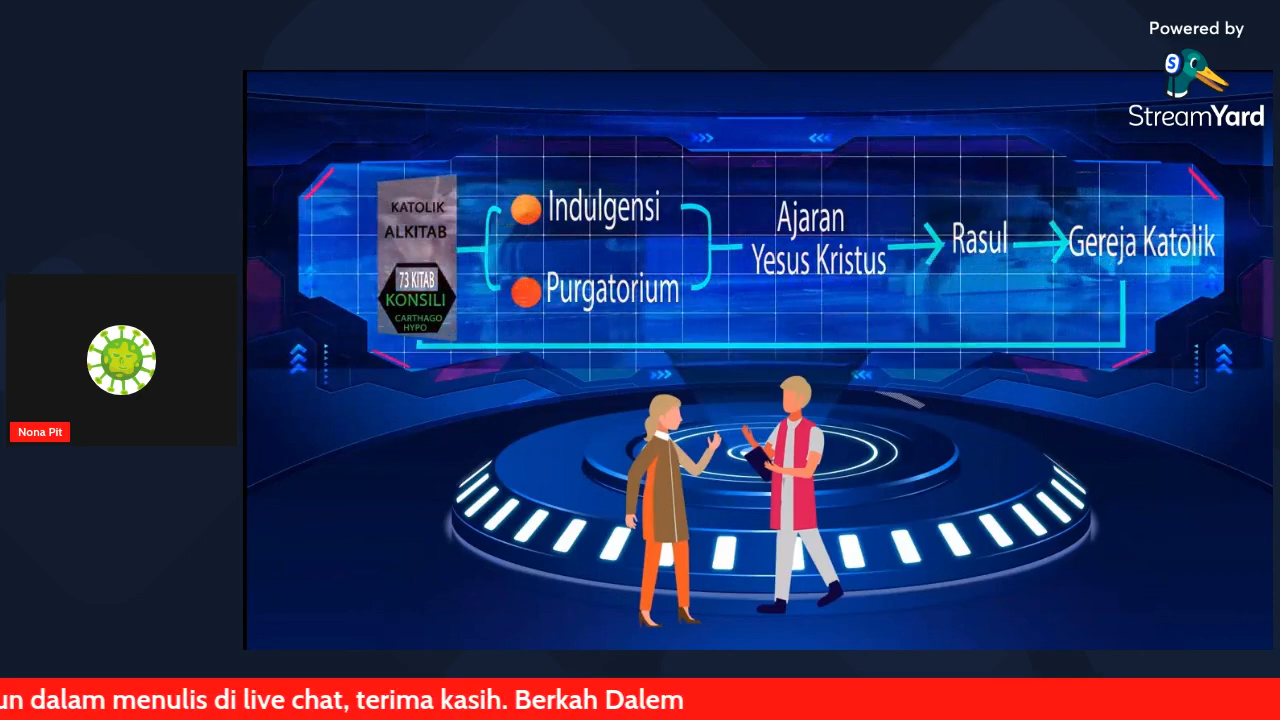 Powered by
S
StreamYard
KATOLIK
ALKITAB
73 KITAB
KONSILI
CARTHAGO
HYPO
Indulgensi
Purgatorium
Ajaran
Yesus Kristus
Rasul
Gereja Katolik
Nona Pit
un dalam menulis di live chat, terima kasih. Berkah Dalem